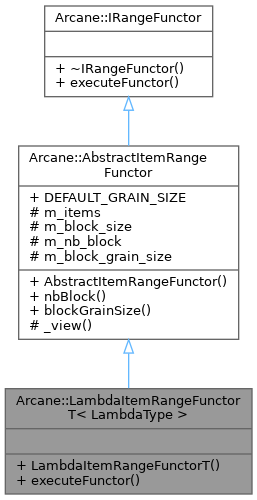 Arcane::IRangeFunctor
+ ~IRangeFunctor()
+ executeFunctor()
Arcane::AbstractItemRange
Functor
+ DEFAULT_GRAIN_SIZE
# m_items
# m_block_size
# m_nb_block
# m_block_grain_size
+ AbstractItemRangeFunctor()
+ nbBlock()
+ blockGrainSize()
# _view()
Arcane::LambdaItemRangeFunctor
T< LambdaType >
+ LambdaItemRangeFunctorT()
+ executeFunctor()